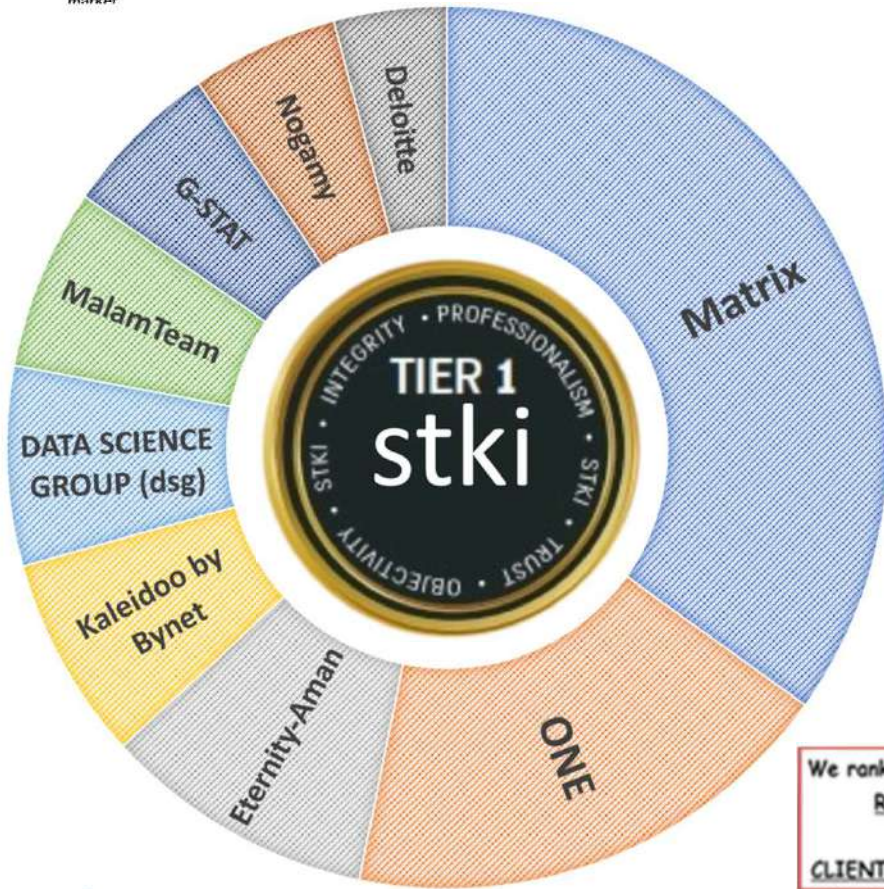 market
Deloitte
Nogamy
G-STAT
MalamTeam
DATA SCIENCE
GROUP (dsg)
Kaleidoo by
Bynet
Eternity-Aman
ONE
Matrix
STKI • INTEGRITY • PROFESSIONALISM • STKI • TRUST • OBJECTIVITY •
TIER 1
stki
We rank
CLIENT